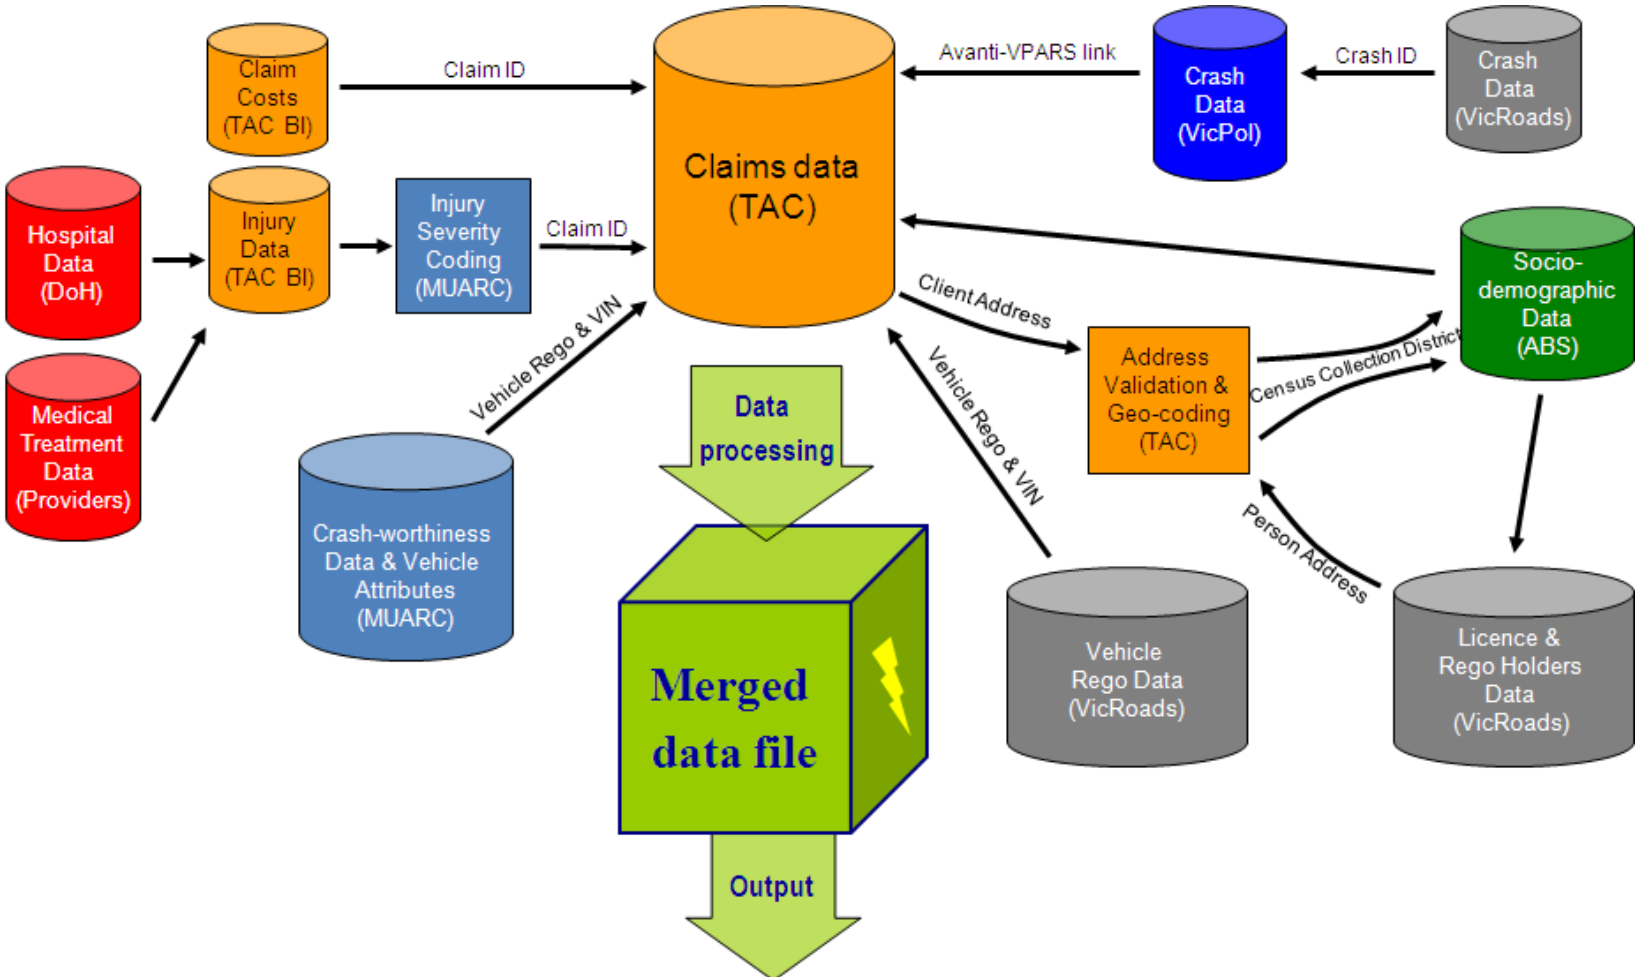 Claim
Costs
(TAC BI)
Claim ID
Claims data
(TAC)
Avanti-VPARS link
Crash
Data
(VicPol)
Crash ID
Crash
Data
(VicRoads)
Hospital
Data
(DoH)
Injury
Data
(TAC BI)
Injury
Severity
Coding
(MUARC)
Claim ID
Medical
Treatment
Data
(Providers)
Vehicle Rego & VIN
Crash-worthiness
Data & Vehicle
Attributes
(MUARC)
Client Address
Address
Validation &
Geo-coding
(TAC)
Census Collection District
Socio-
demographic
Data
(ABS)
Vehicle Rego & VIN
Person Address
Vehicle
Rego Data
(VicRoads)
Licence &
Rego Holders
Data
(VicRoads)
Data
processing
Merged
data file
Output